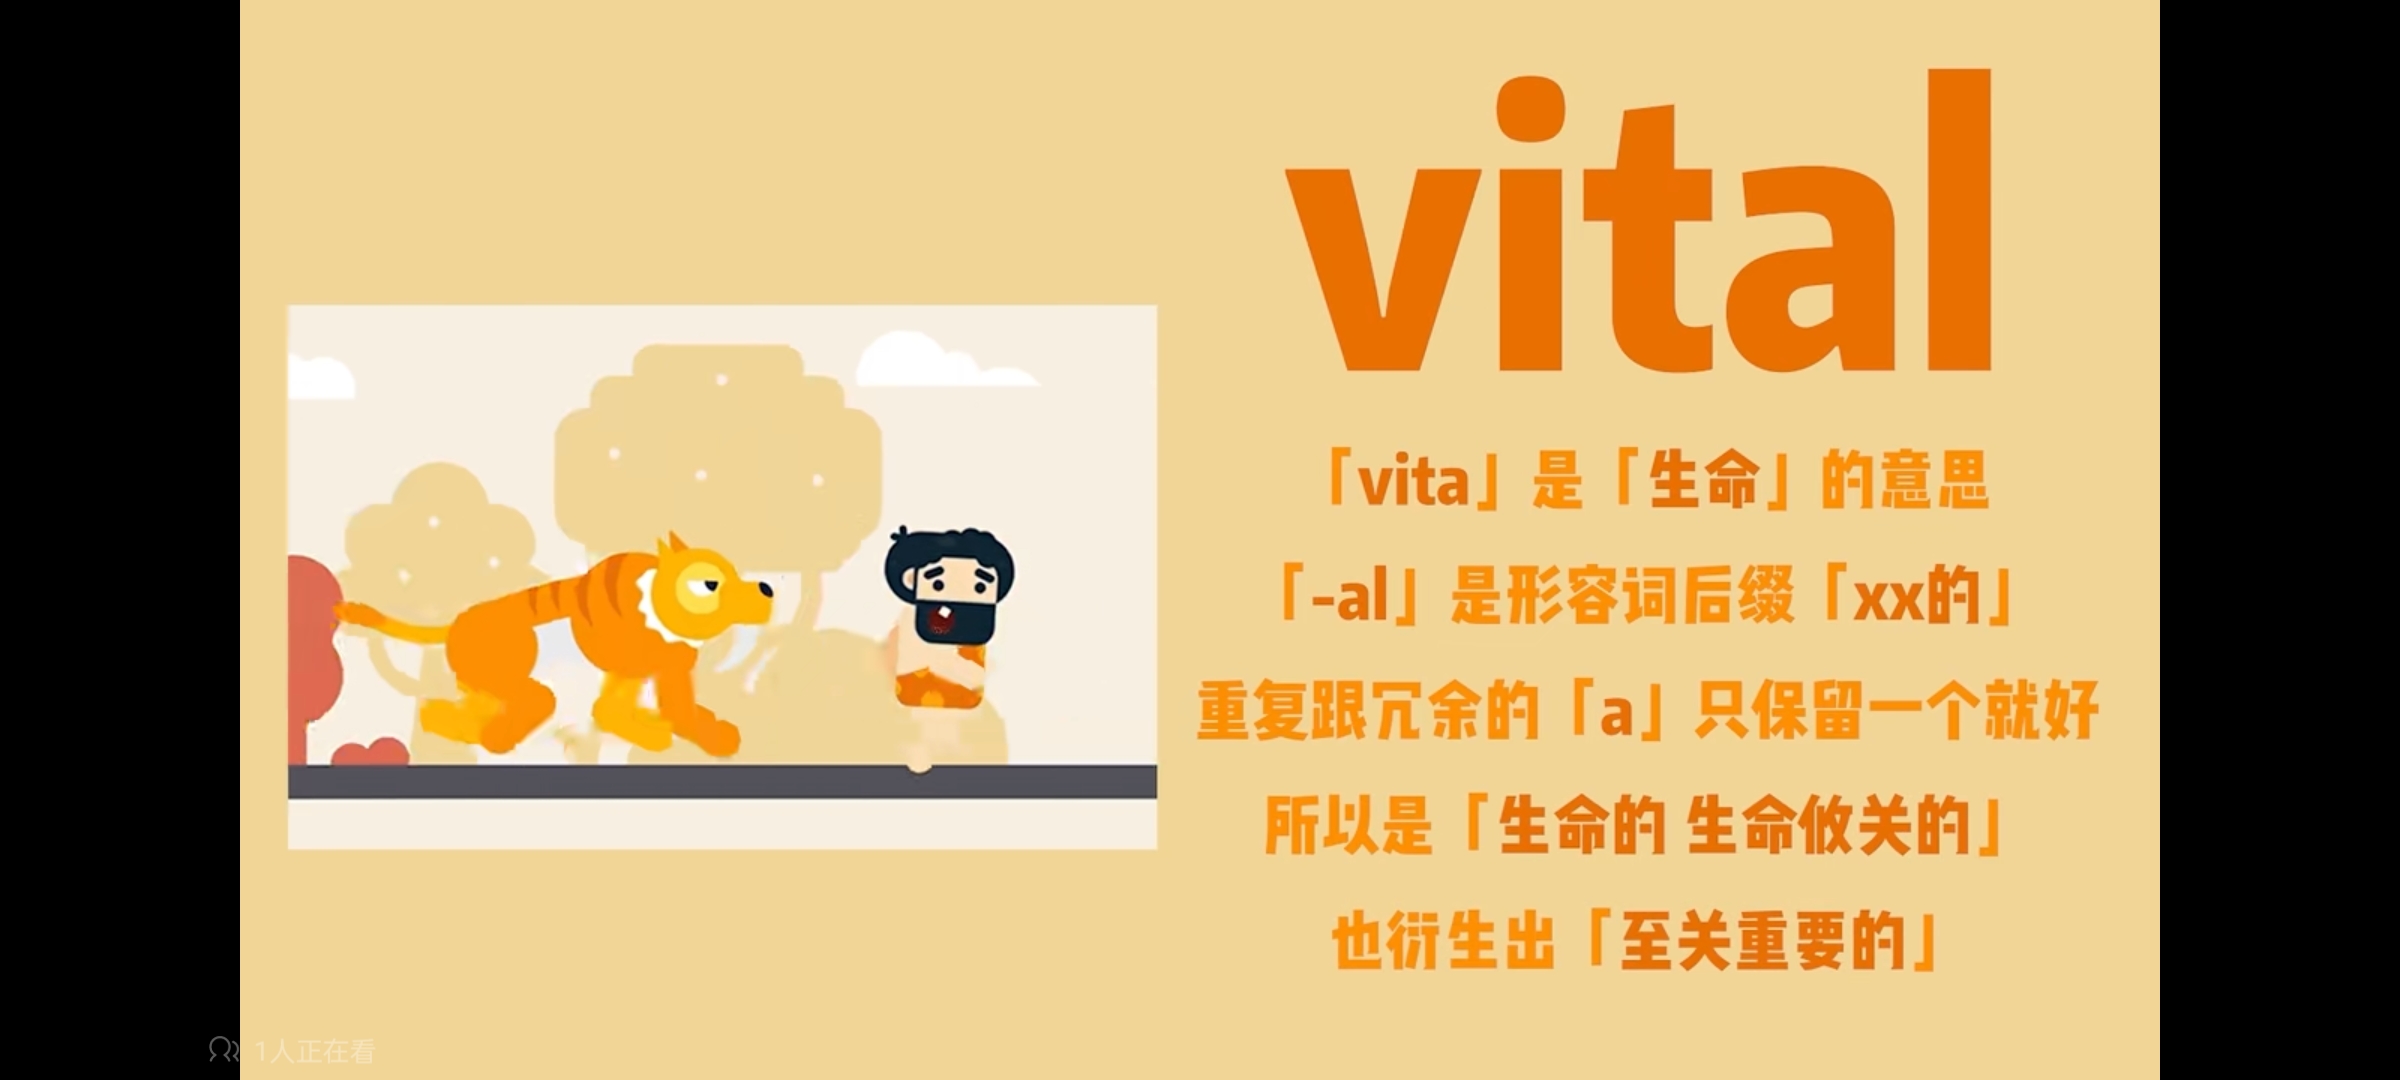 vital
「vita」是「生命」的意思
「-al」是形容词后缀「xx的」
重复跟冗余的「a」只保留一个就好
所以是「生命的 生命攸关的」
也衍生出「至关重要的」
1人正在看